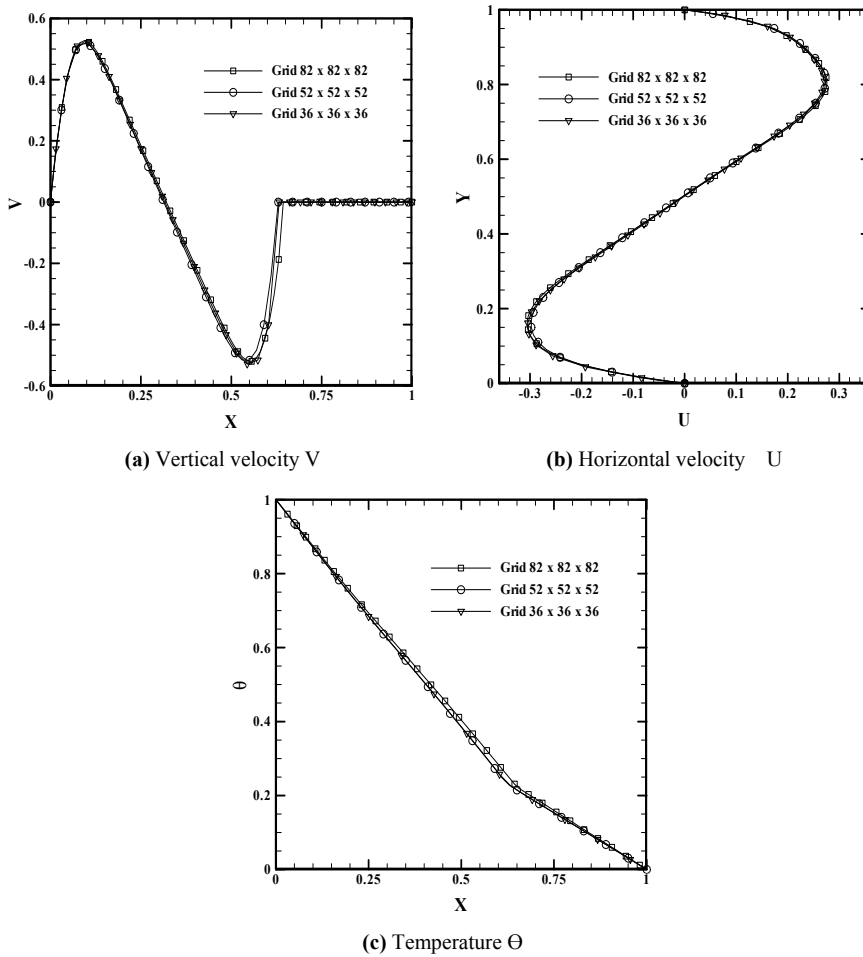 0.6
0.4
0.2
0
-0.2
-0.4
-0.6
V
Grid 82 x 82 x 82
Grid 52 x 52 x 52
Grid 36 x 36 x 36
0 0.25 0.5 0.75 1
X
(a) Vertical velocity V
1
0.8
0.6
0.4
0.2
0
Y
Grid 82 x 82 x 82
Grid 52 x 52 x 52
Grid 36 x 36 x 36
-0.3 -0.2 -0.1 0 0.1 0.2 0.3
U
(b) Horizontal velocity U
1
0.8
0.6
0.4
0.2
0
θ
Grid 82 x 82 x 82
Grid 52 x 52 x 52
Grid 36 x 36 x 36
0 0.25 0.5 0.75 1
X
(c) Temperature Ө